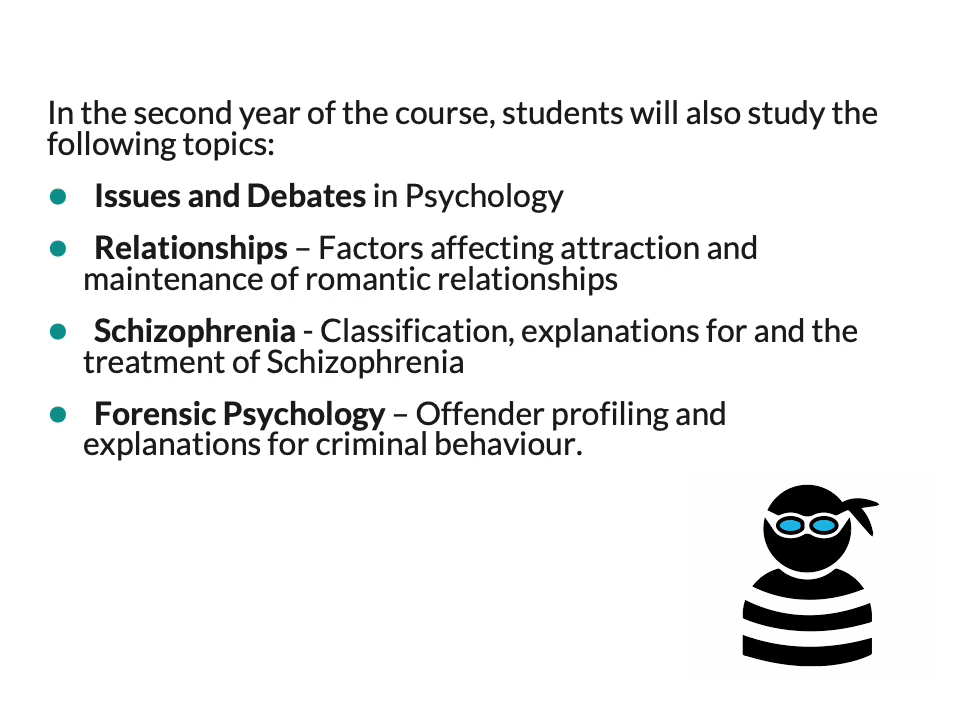 In the second year of the course, students will also study the
following topics:
● Issues and Debates in Psychology
● Relationships – Factors affecting attraction and
maintenance of romantic relationships
● Schizophrenia - Classification, explanations for and the
treatment of Schizophrenia
● Forensic Psychology – Offender profiling and
explanations for criminal behaviour.